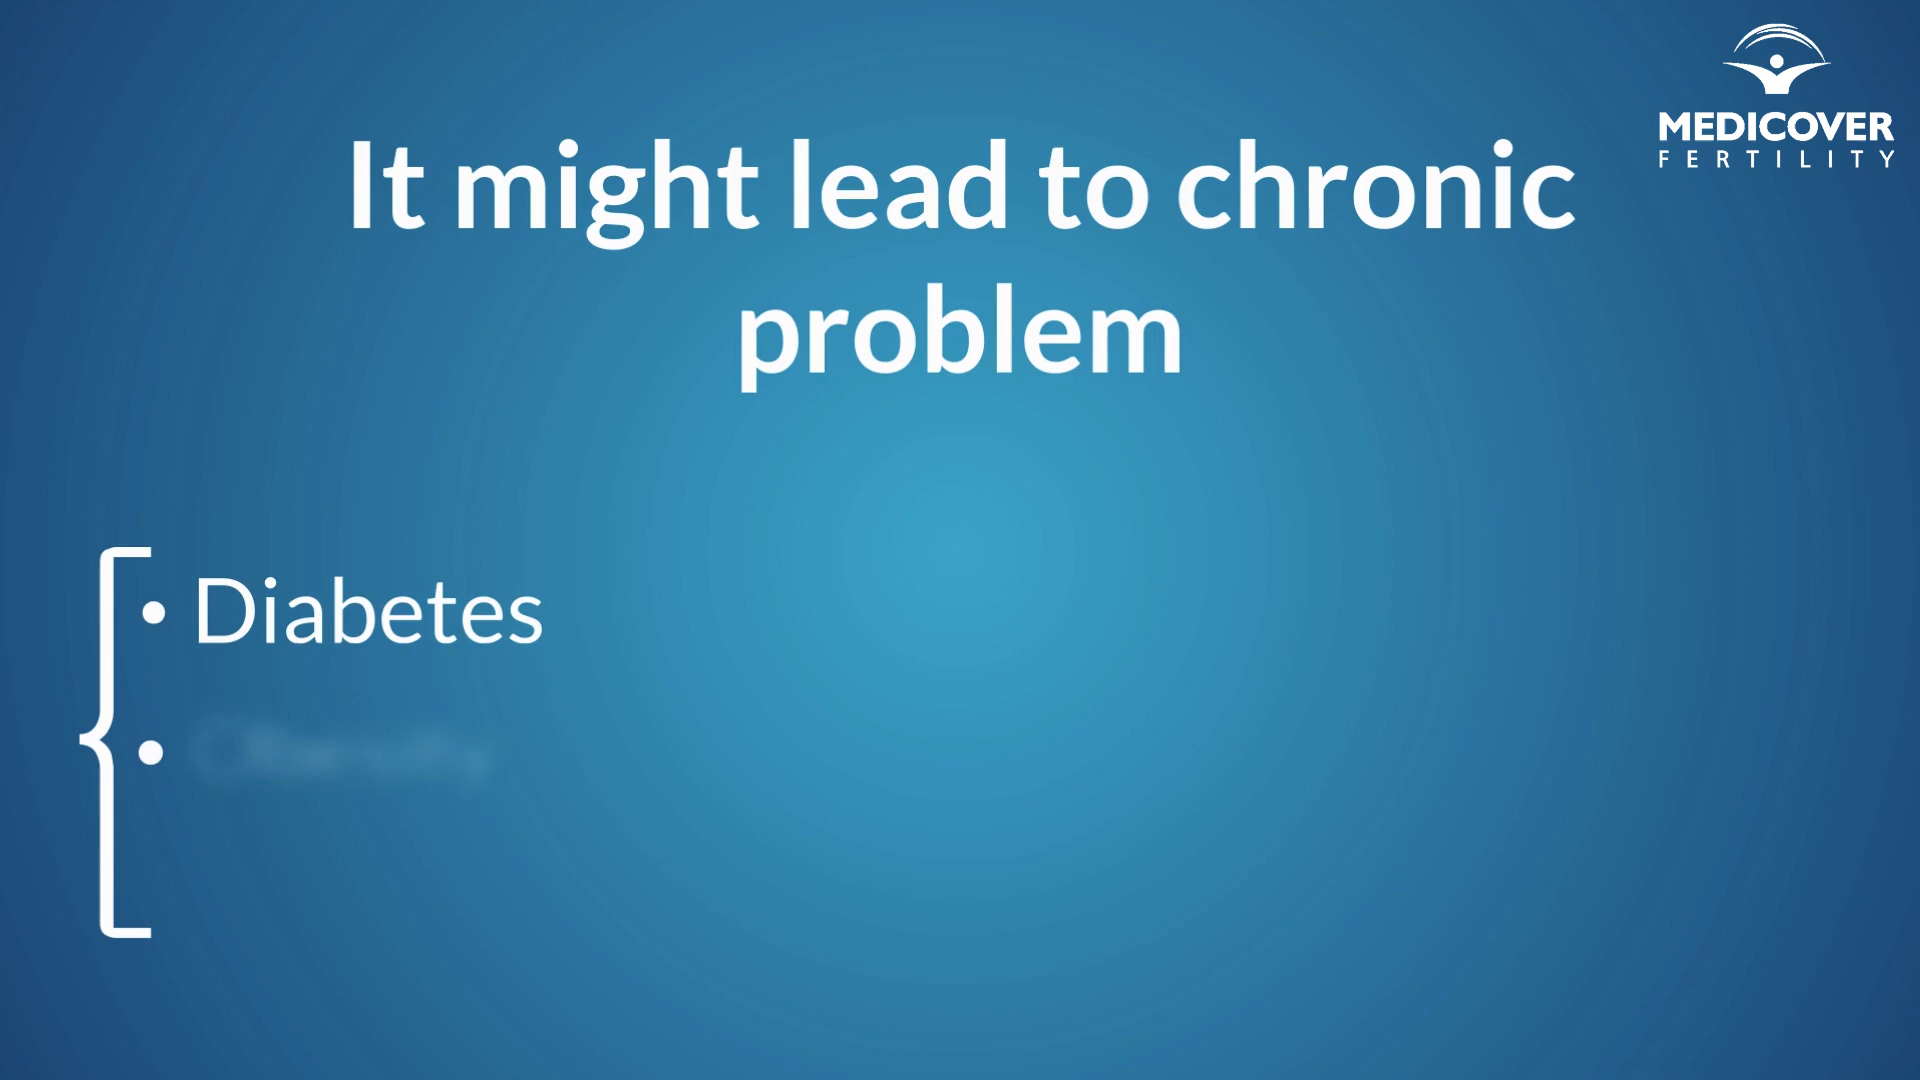 MEDICOVER
FERTILITY
It might lead to chronic
problem
• Diabetes
•